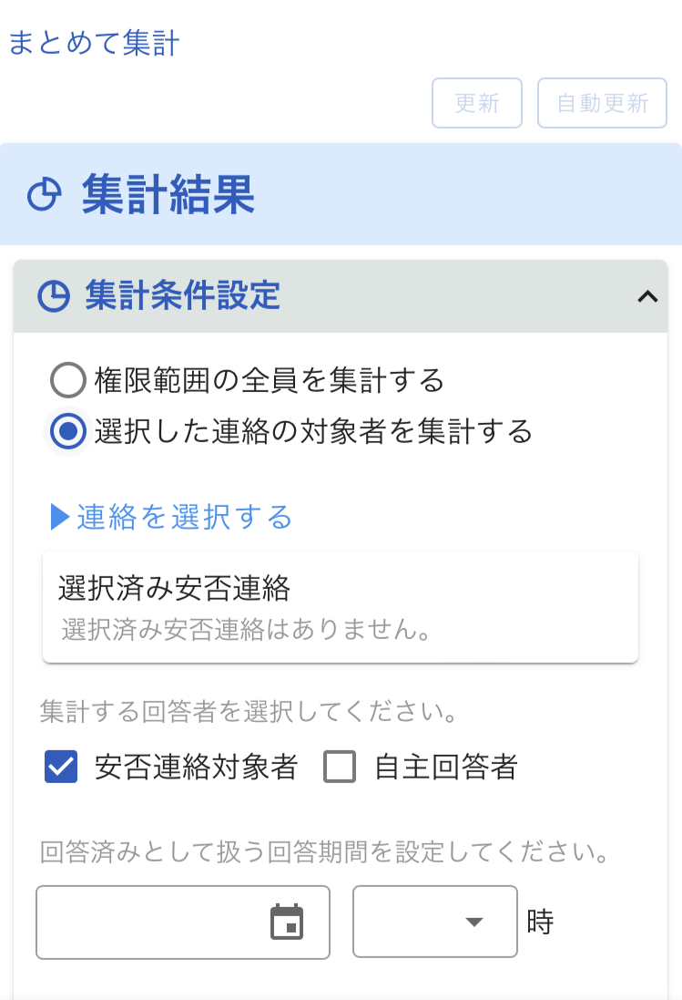 まとめて集計
更新 自動更新
集計結果
集計条件設定
権限範囲の全員を集計する
選択した連絡の対象者を集計する
▶連絡を選択する
選択済み安否連絡
選択済み安否連絡はありません。
集計する回答者を選択してください。
安否連絡対象者 自主回答者
回答済みとして扱う回答期間を設定してください。
時